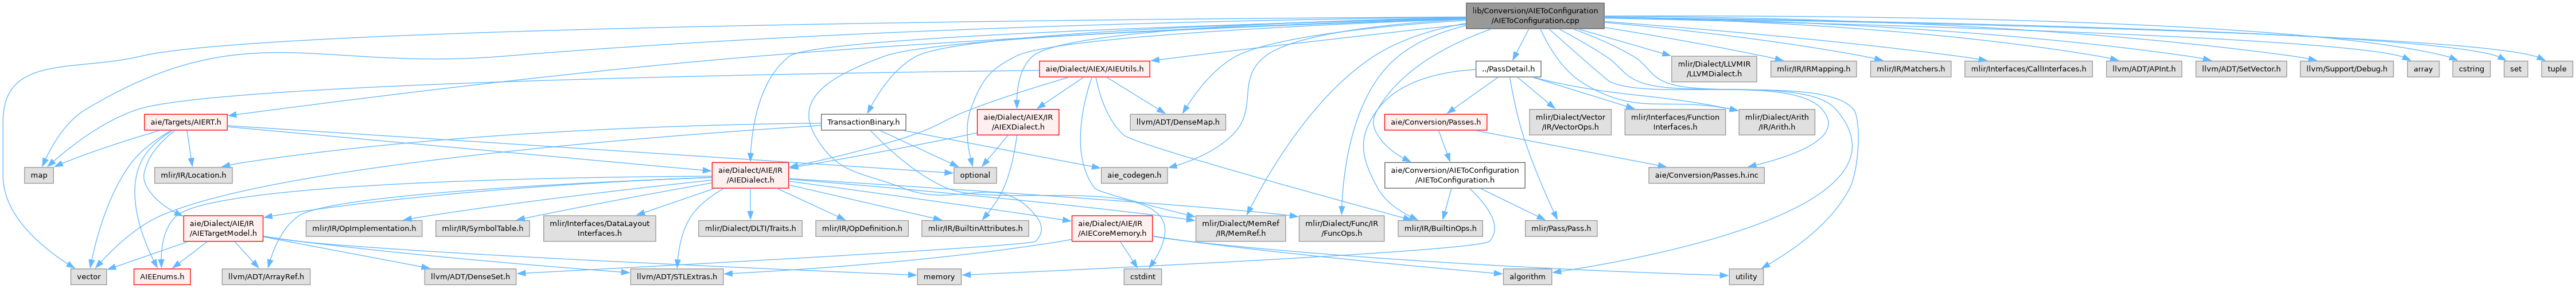 lib/Conversion/AIEToConfiguration
/AIEToConfiguration.cpp
aie/Dialect/AIEX/AIEUtils.h
../PassDetail.h
mlir/Dialect/LLVMIR
/LLVMDialect.h
mlir/IR/IRMapping.h
mlir/IR/Matchers.h
mlir/Interfaces/CallInterfaces.h
llvm/ADT/APInt.h
llvm/ADT/SetVector.h
llvm/Support/Debug.h
array
cstring
set
tuple
aie/Targets/AIERT.h
TransactionBinary.h
aie/Dialect/AIEX/IR
/AIEXDialect.h
llvm/ADT/DenseMap.h
aie/Conversion/Passes.h
mlir/Dialect/Vector
/IR/VectorOps.h
mlir/Interfaces/Function
Interfaces.h
mlir/Dialect/Arith
/IR/Arith.h
map
mlir/IR/Location.h
aie/Dialect/AIE/IR
/AIEDialect.h
optional
aie_codegen.h
aie/Conversion/AIEToConfiguration
/AIEToConfiguration.h
aie/Conversion/Passes.h.inc
aie/Dialect/AIE/IR
/AIETargetModel.h
mlir/IR/OpImplementation.h
mlir/IR/SymbolTable.h
mlir/Interfaces/DataLayout
Interfaces.h
mlir/Dialect/DLTI/Traits.h
mlir/IR/OpDefinition.h
mlir/IR/BuiltinAttributes.h
aie/Dialect/AIE/IR
/AIECoreMemory.h
mlir/Dialect/MemRef
/IR/MemRef.h
mlir/Dialect/Func/IR
/FuncOps.h
mlir/IR/BuiltinOps.h
mlir/Pass/Pass.h
vector
AIEEnums.h
llvm/ADT/ArrayRef.h
llvm/ADT/DenseSet.h
llvm/ADT/STLExtras.h
memory
cstdint
algorithm
utility